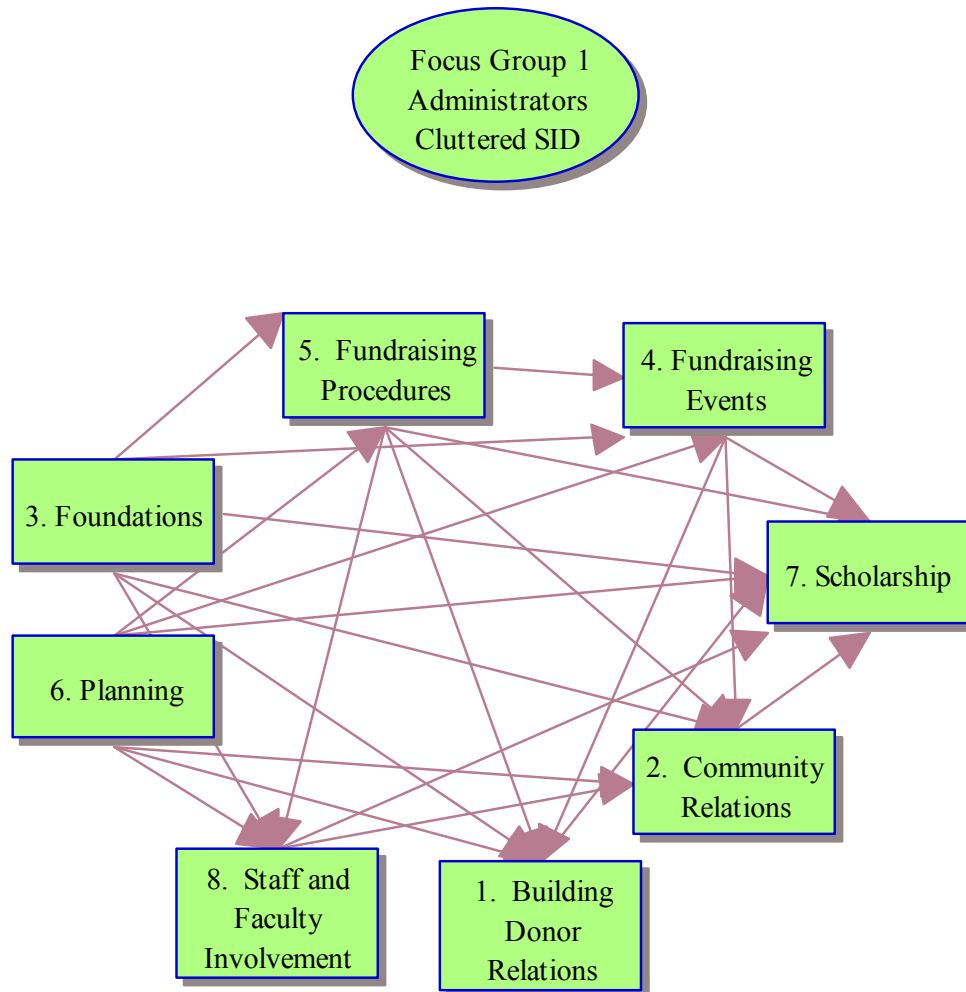 Focus Group 1
Administrators
Cluttered SID
5. Fundraising
Procedures
4. Fundraising
Events
3. Foundations
7. Scholarship
6. Planning
2. Community
Relations
8. Staff and
Faculty
Involvement
1. Building
Donor
Relations